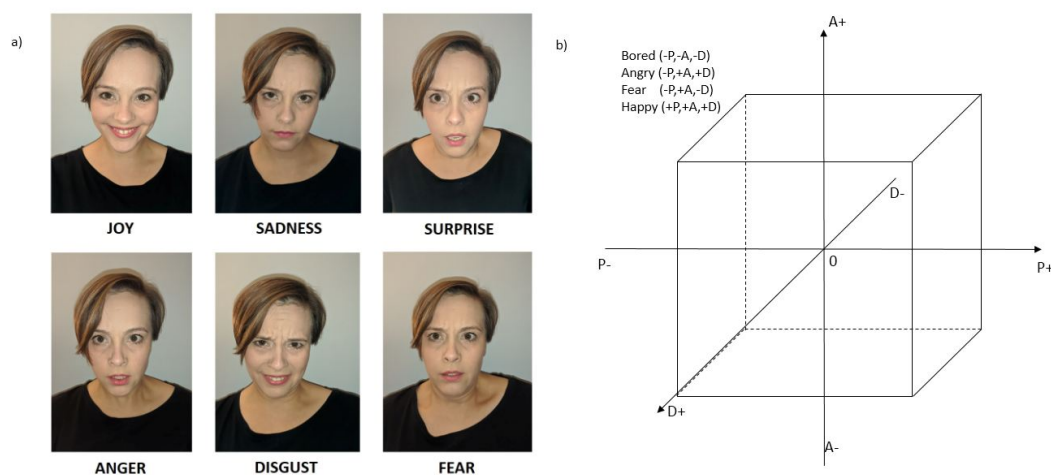 a)
JOY
SADNESS
SURPRISE
ANGER
DISGUST
FEAR
b)
A+
Bored (-P,-A,-D)
Angry (-P,+A,+D)
Fear (-P,+A,-D)
Happy (+P,+A,+D)
D-
P-
0
P+
D+
A-